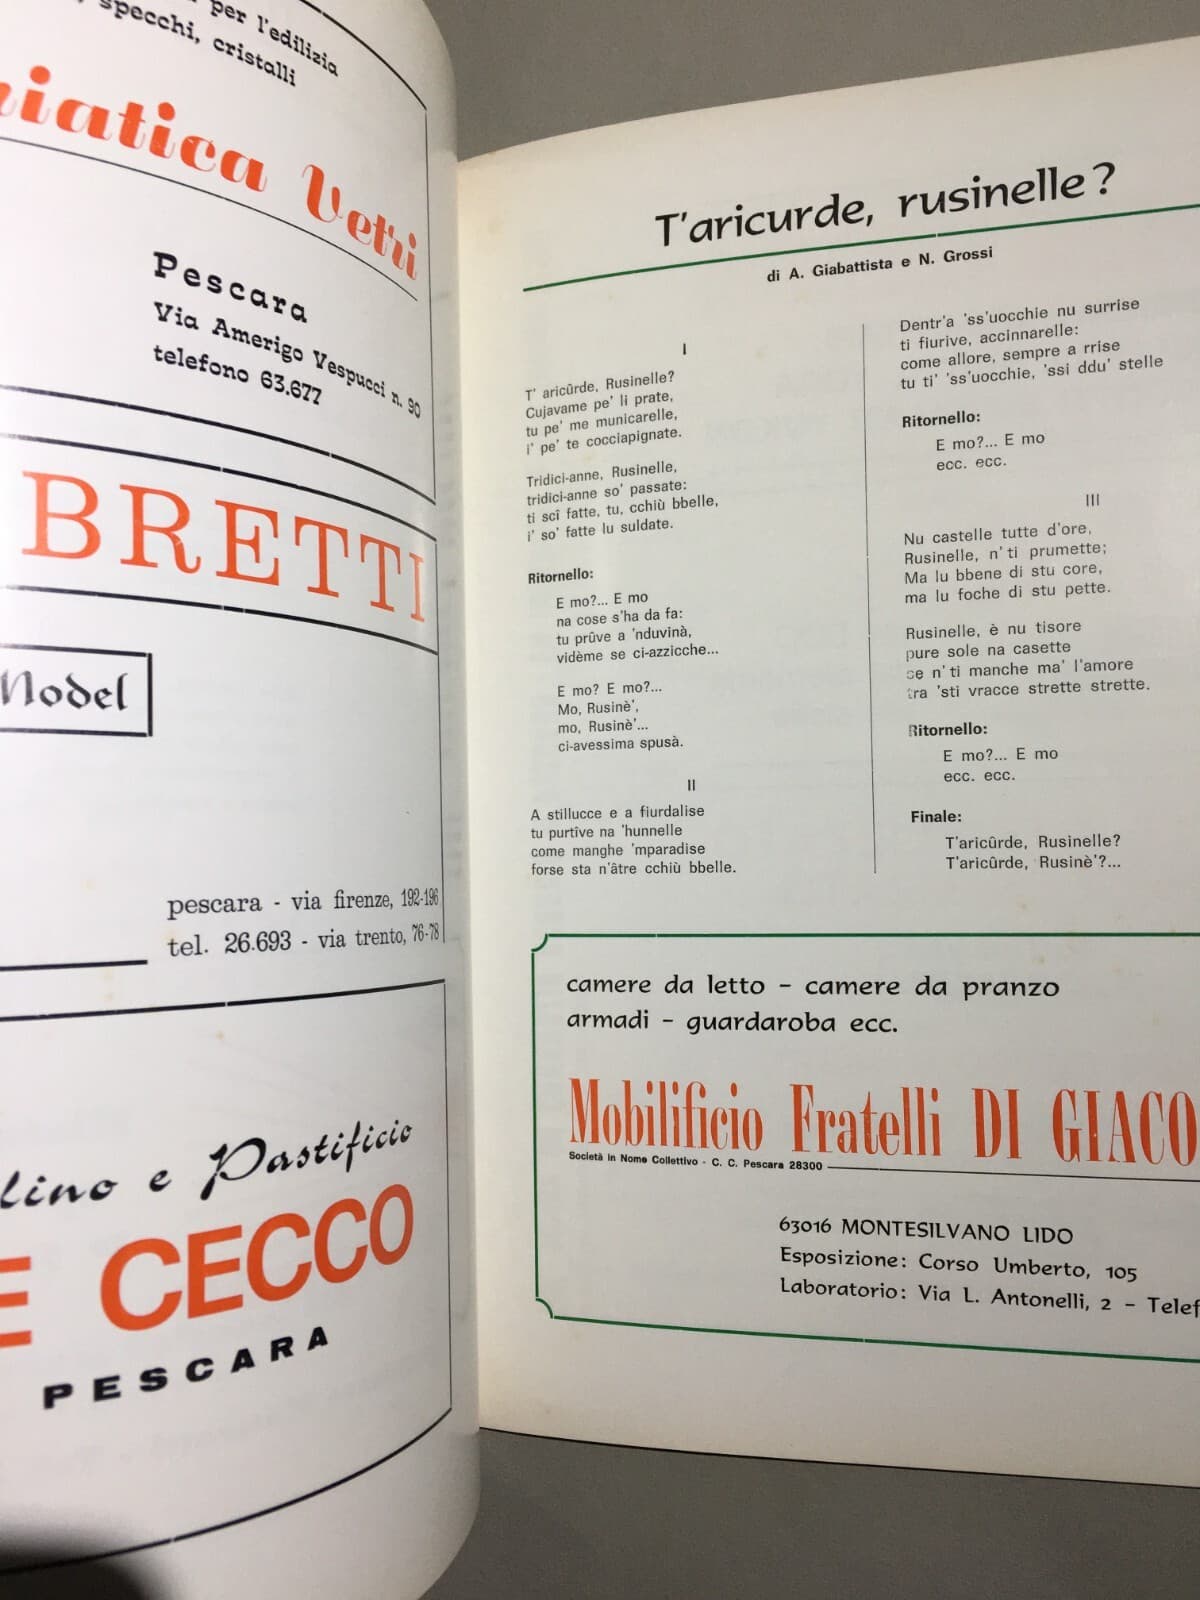 per l'edilizia
specchi, cristalli
Vetri
Pescara
Via Amerigo Vespucci n. 90
telefono 63.677
BRETTI
Model
pescara - via firenze, 192-196
tel. 26.693 - via trento, 76-78
e Pastificio
CECCO
PESCARA
T'aricurde, rusinelle?
di A. Giabattista e N. Grossi
I
T' aricûrde, Rusinelle?
Cujavame pe' li prate,
tu pe' me municarelle,
i' pe' te cocciapignate.
Tridici-anne, Rusinelle,
tridici-anne so' passate:
ti scî fatte, tu, cchiù bbelle,
i' so' fatte lu suldate.
Ritornello:
E mo?... E mo
na cose s'ha da fa:
tu prûve a 'nduvinà,
vidème se ci-azzicche...
E mo? E mo?...
Mo, Rusinè',
mo, Rusinè'...
ci-avessima spusà.
II
A stillucce e a fiurdalise
tu purtîve na 'hunnelle
come manghe 'mparadise
forse sta n'âtre cchiù bbelle.
Dentr'a 'ss'uocchie nu surrise
ti fiurive, accinnarelle:
come allore, sempre a rrise
tu ti' 'ss'uocchie, 'ssi ddu' stelle
Ritornello:
E mo?... E mo
ecc. ecc.
III
Nu castelle tutte d'ore,
Rusinelle, n' ti prumette;
Ma lu bbene di stu core,
ma lu foche di stu pette.
Rusinelle, è nu tisore
pure sole na casette
se n' ti manche ma' l'amore
tra 'sti vracce strette strette.
Ritornello:
E mo?... E mo
ecc. ecc.
Finale:
T'aricûrde, Rusinelle?
T'aricûrde, Rusinè'?...
camere da letto - camere da pranzo
armadi - guardaroba ecc.
Mobilificio Fratelli DI GIACO
Società in Nome Collettivo - C. C. Pescara 28300
63016 MONTESILVANO LIDO
Esposizione: Corso Umberto, 105
Laboratorio: Via L. Antonelli, 2 - Telef